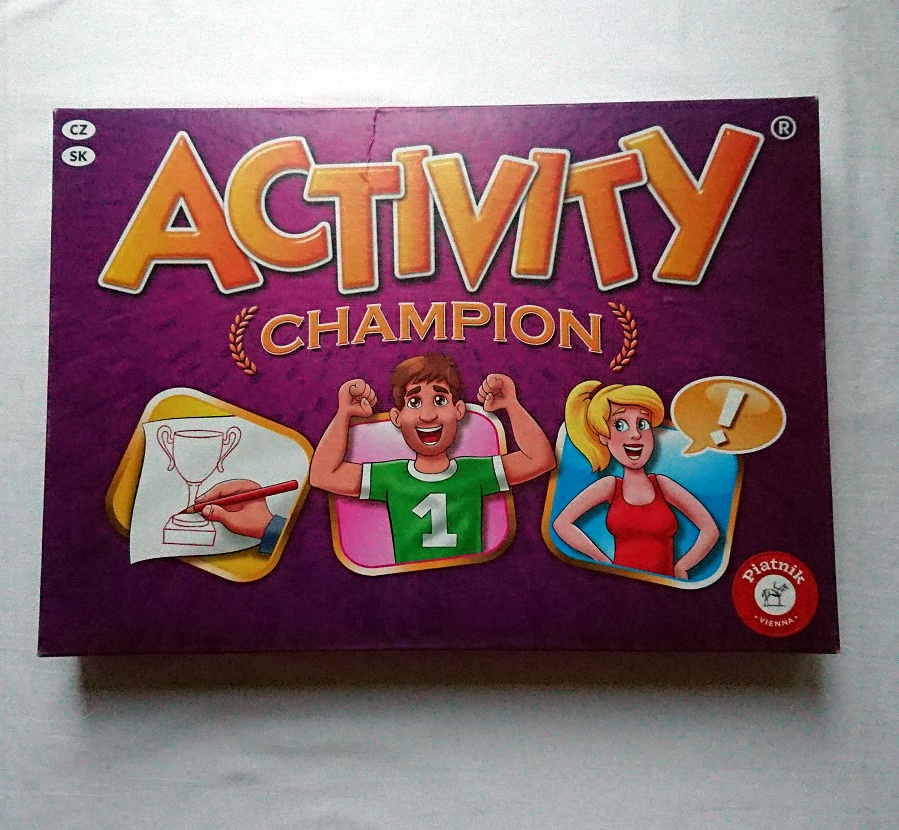 CZ
SK
ACTIVITY®
CHAMPION
!
1
Piatnik
• VIENNA •